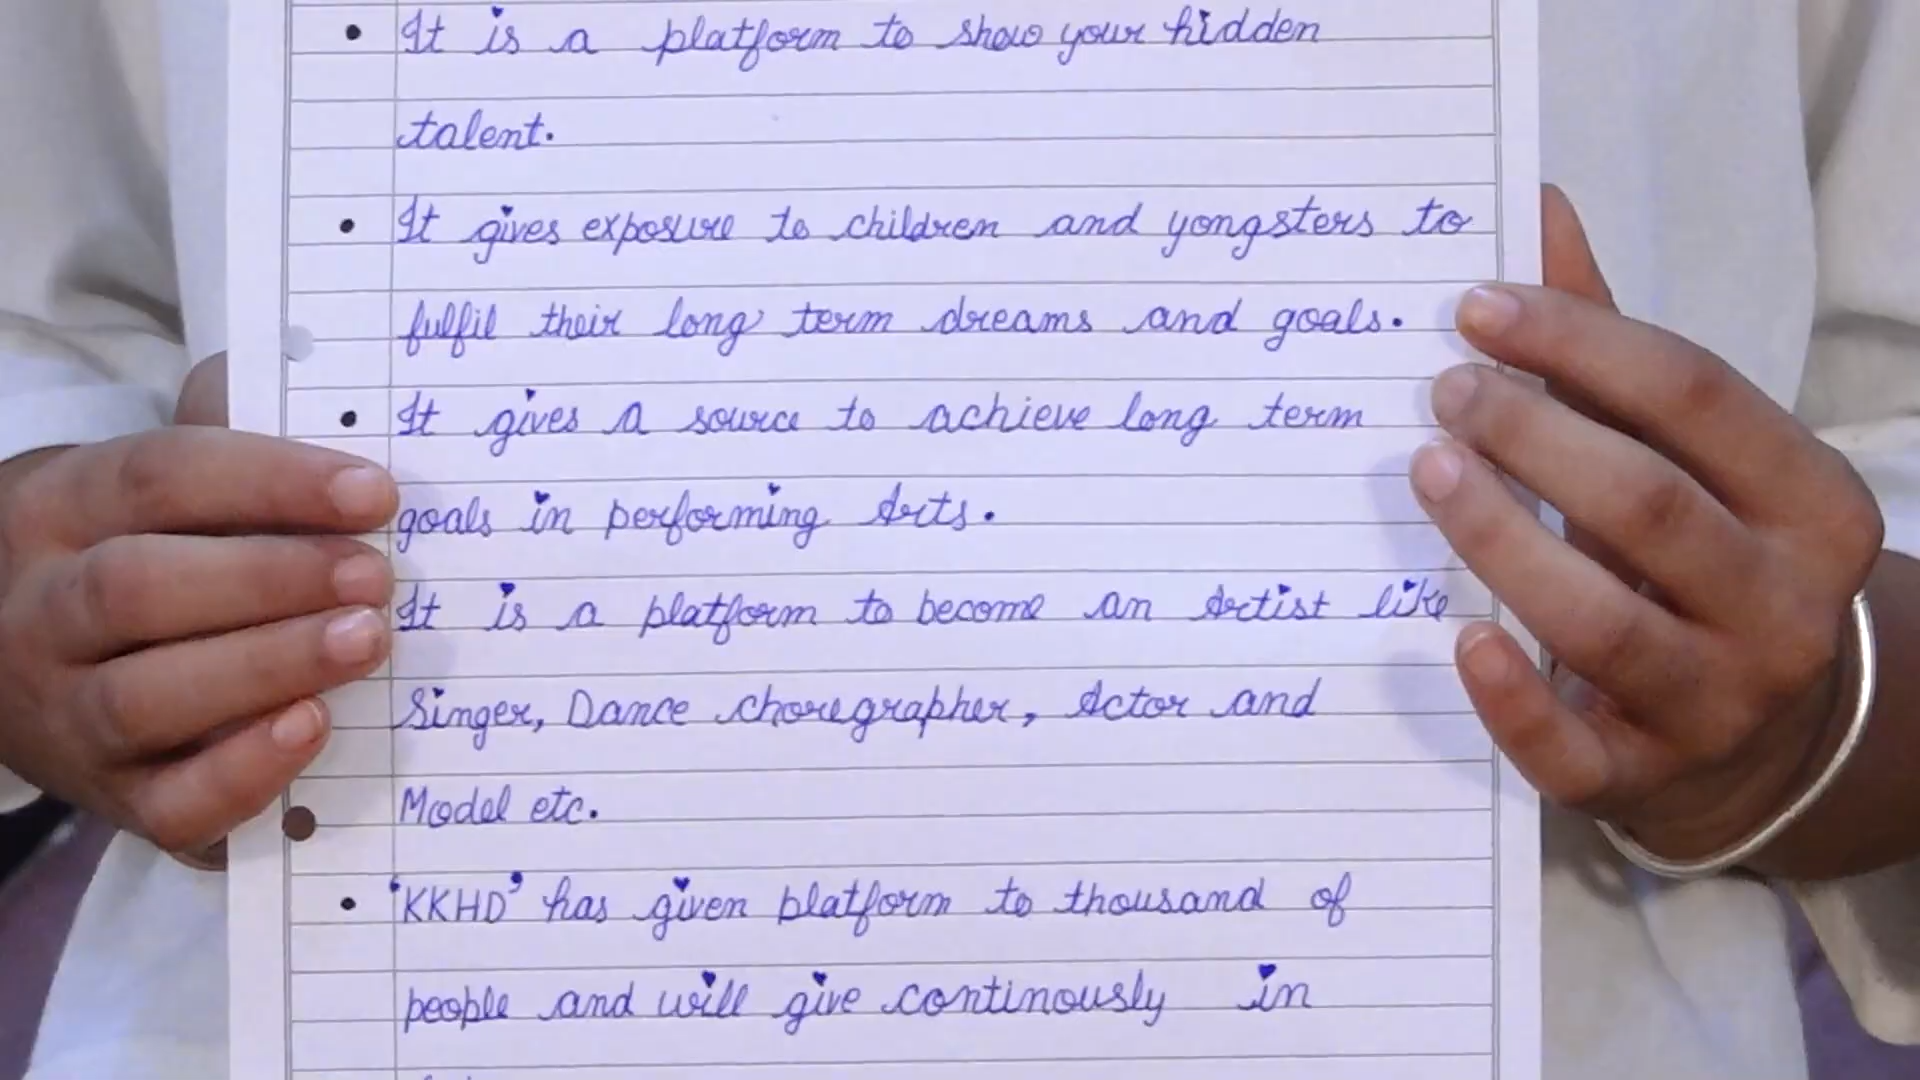 • It is a platform to show your hidden
talent.
• It gives exposure to children and yongsters to
fulfil their long term dreams and goals.
• It gives a source to achieve long term
goals in performing Arts.
It is a platform to become an Artist like
Singer, Dance choregrapher, Actor and
Model etc.
• 'KKHD' has given platform to thousand of
people and will give continously in